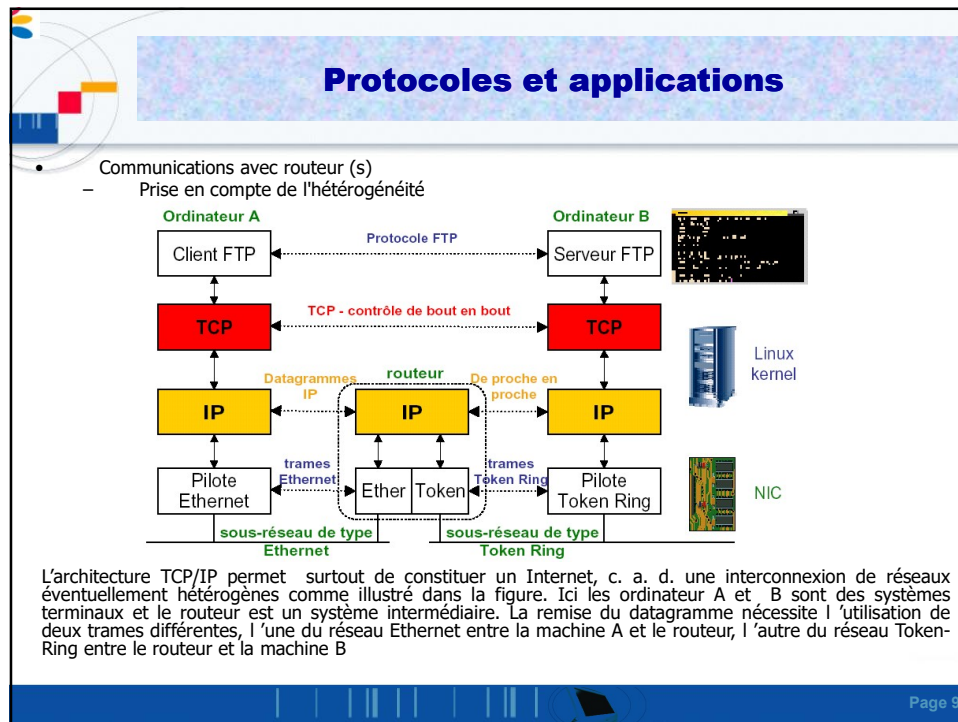 Protocoles et applications
• Communications avec routeur (s)
– Prise en compte de l'hétérogénéité
Ordinateur A
Ordinateur B
Client FTP
Protocole FTP
Serveur FTP
TCP
TCP - contrôle de bout en bout
TCP
Linux
kernel
Datagrammes
IP
routeur
De proche en
proche
IP
IP
IP
trames
Ethernet
trames
Token Ring
Pilote
Ethernet
Ether
Token
Pilote
Token Ring
NIC
sous-réseau de type
Ethernet
sous-réseau de type
Token Ring
L'architecture TCP/IP permet surtout de constituer un Internet, c. a. d. une interconnexion de réseaux
éventuellement hétérogènes comme illustré dans la figure. Ici les ordinateur A et B sont des systèmes
terminaux et le routeur est un système intermédiaire. La remise du datagramme nécessite l 'utilisation de
deux trames différentes, l 'une du réseau Ethernet entre la machine A et le routeur, l 'autre du réseau Token-
Ring entre le routeur et la machine B
Page 9